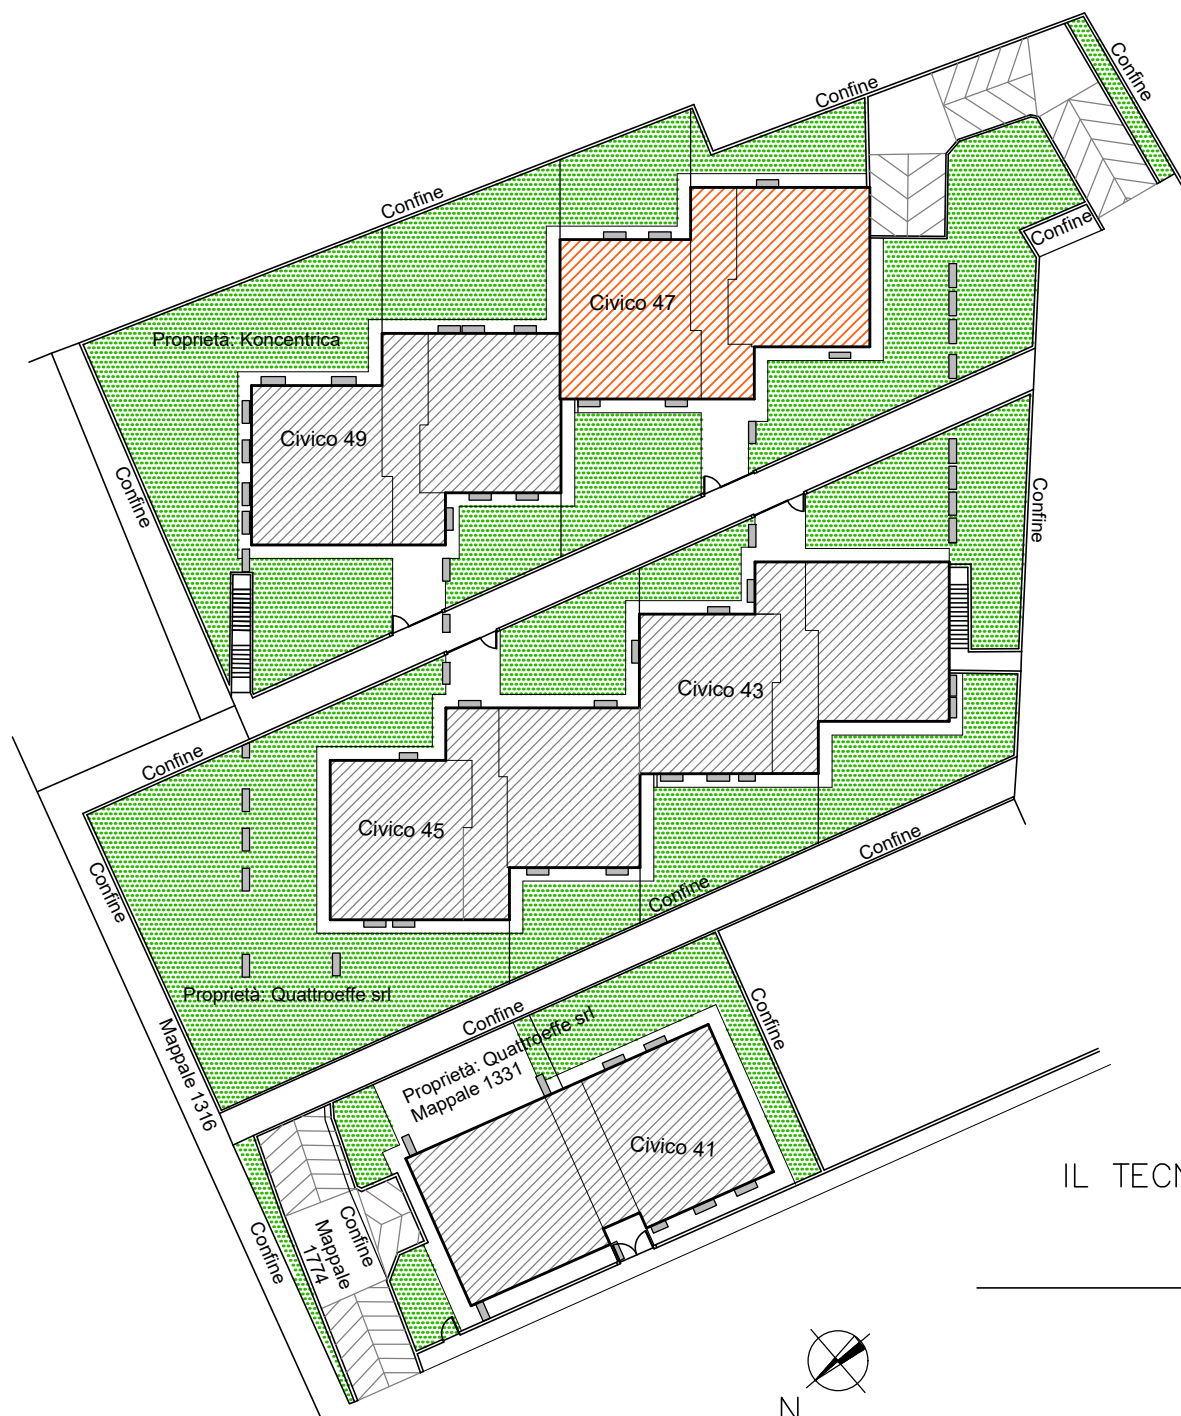 Confine
Confine
Confine
Confine
Civico 47
Proprietà: Koncentrica
Civico 49
Confine
Confine
Civico 43
Confine
Civico 45
Confine
Confine
Confine
Proprietà: Quattroeffe srl
Mappale 1316
Confine
Confine
Proprietà: Quattroeffe srl
Mappale 1331
Civico 41
Confine
Confine
Mappale
1774
IL TECN
N